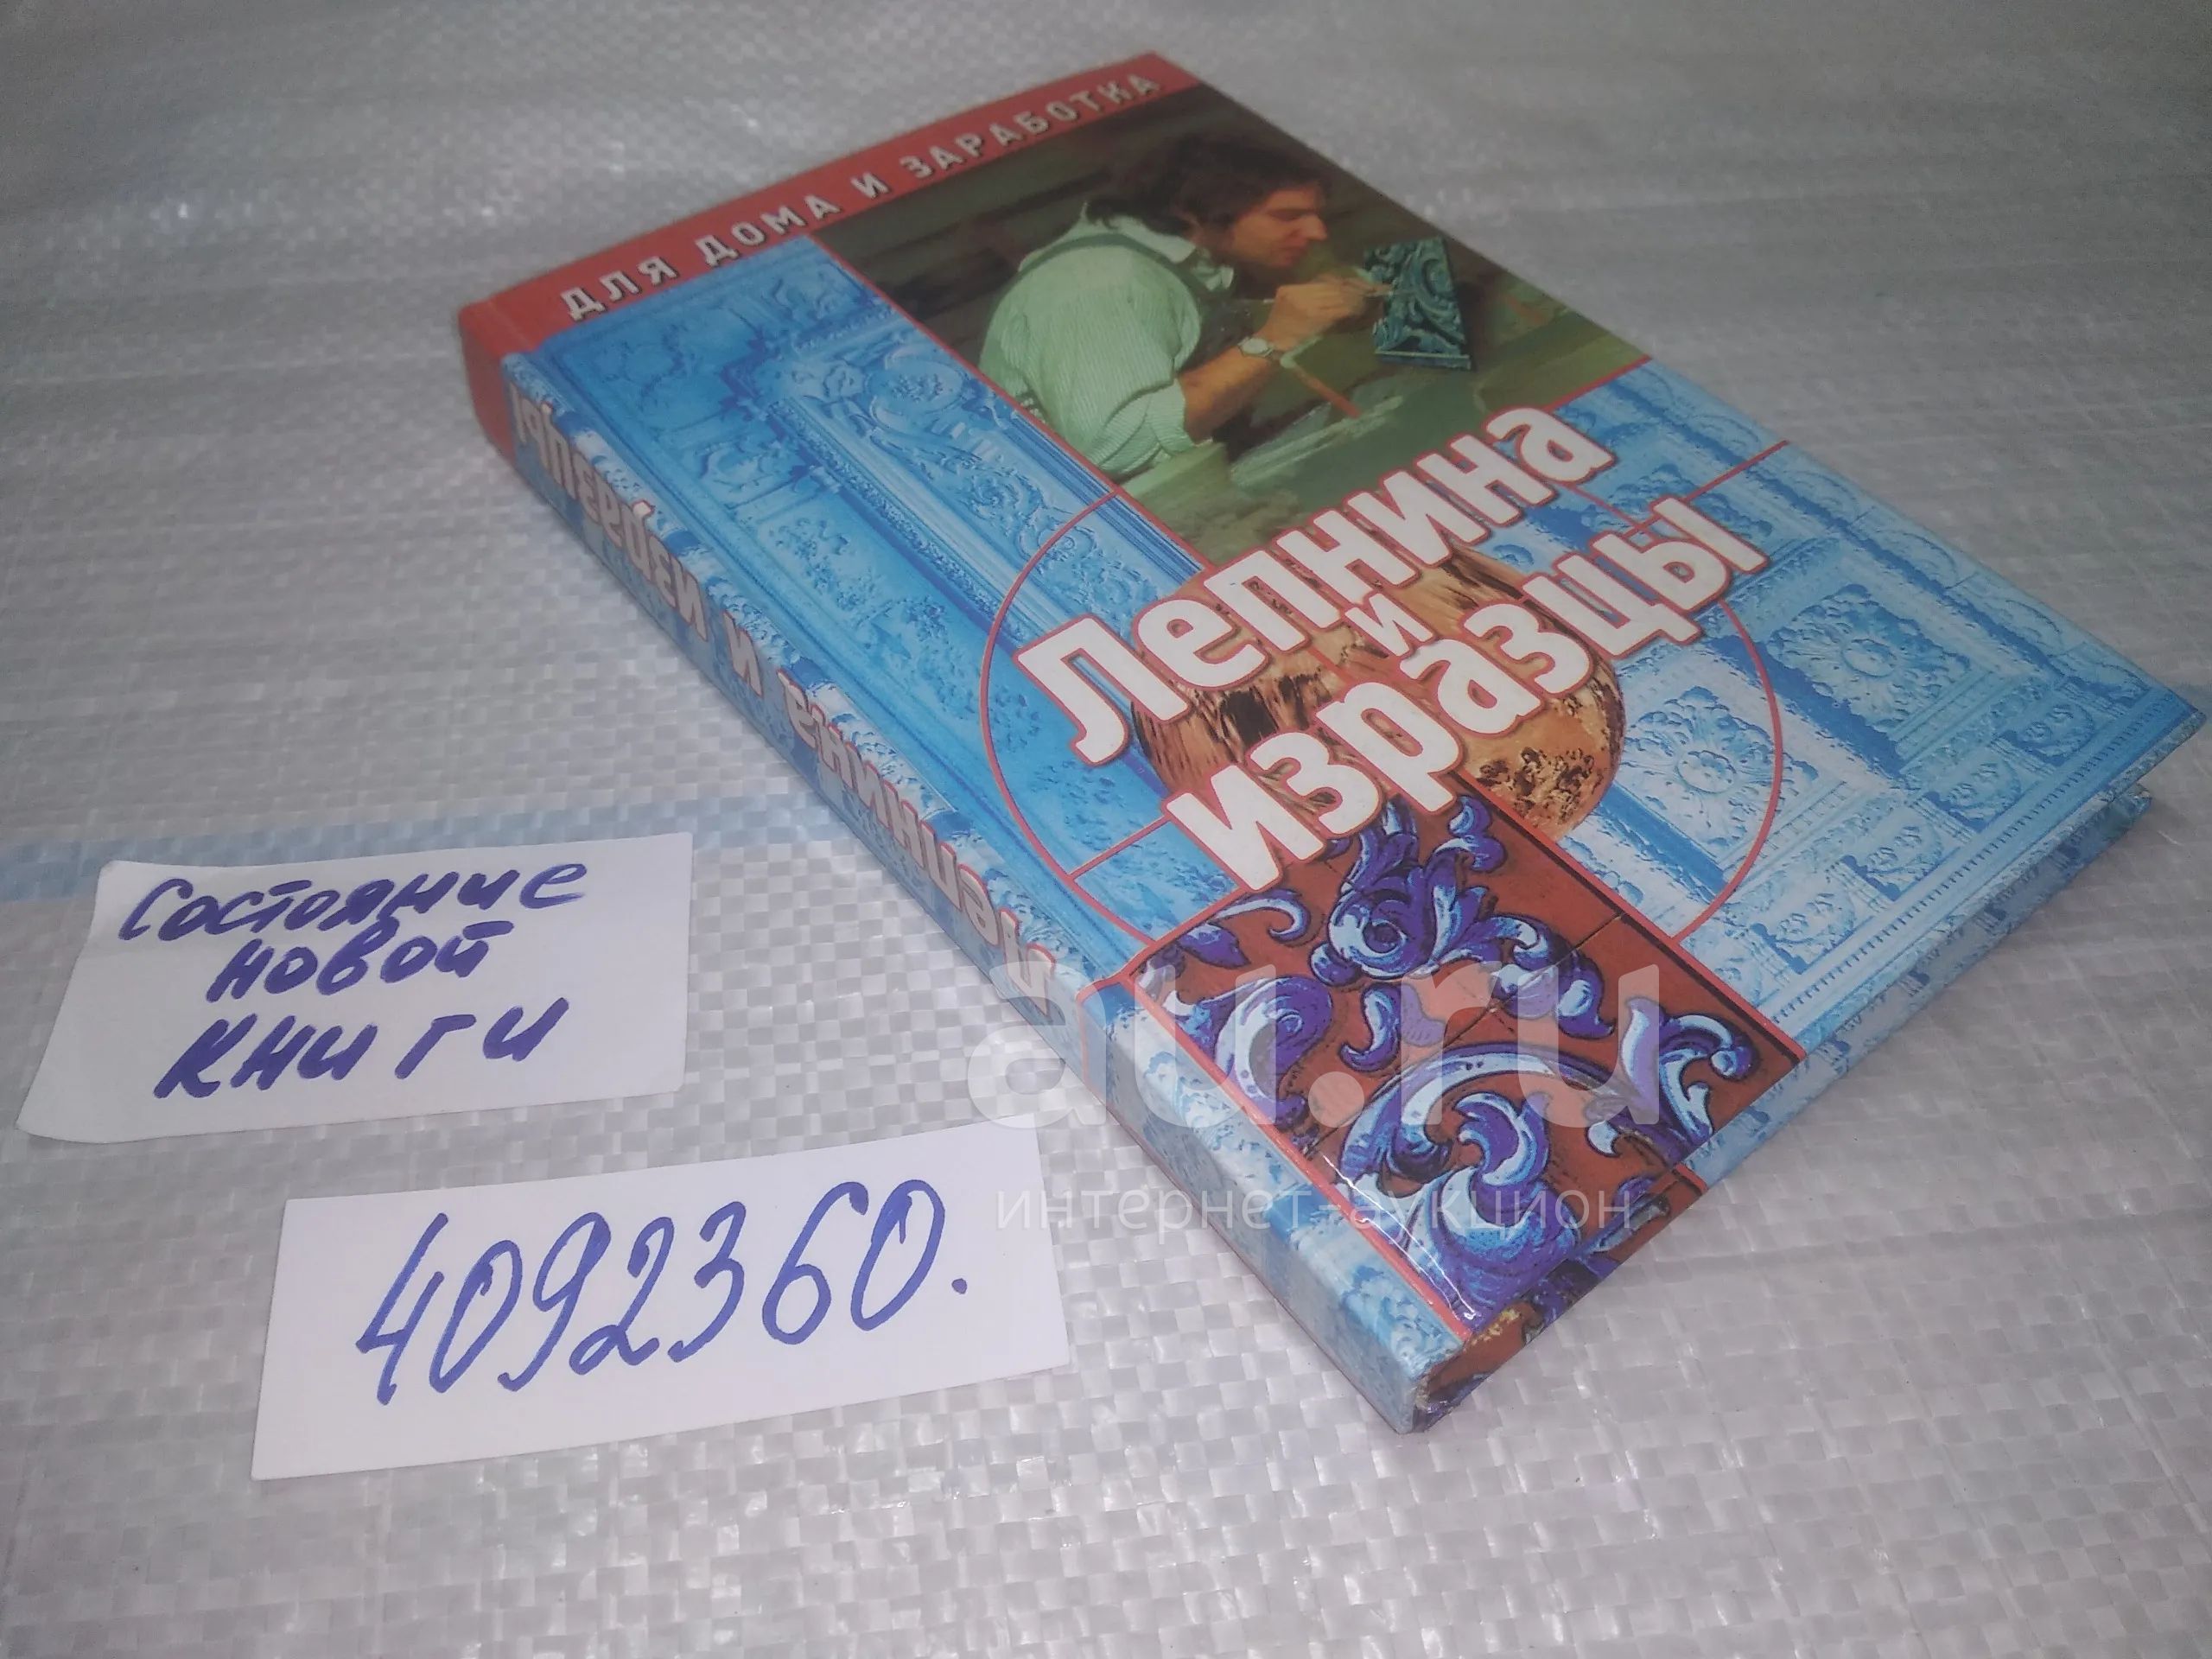 ДЛЯ ДОМА И ЗАРАБОТКА
Лепнина
и
изразцы
Лепнина и изразцы
Состояние
новой
книги
4092360.
au.ru
интернет-аукцион